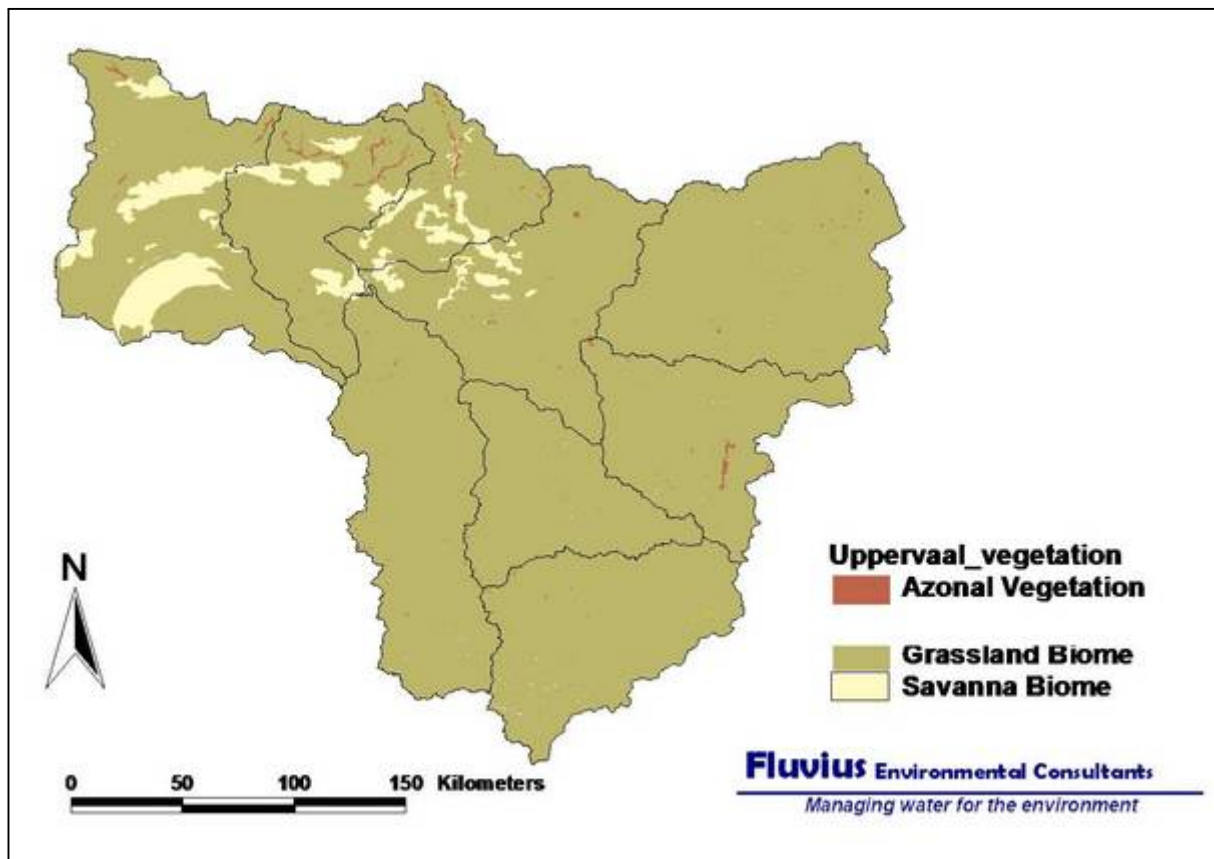 Uppervaal_vegetation
Azonal Vegetation
Grassland Biome
Savanna Biome
N
0 50 100 150 Kilometers
Fluvius Environmental Consultants
Managing water for the environment